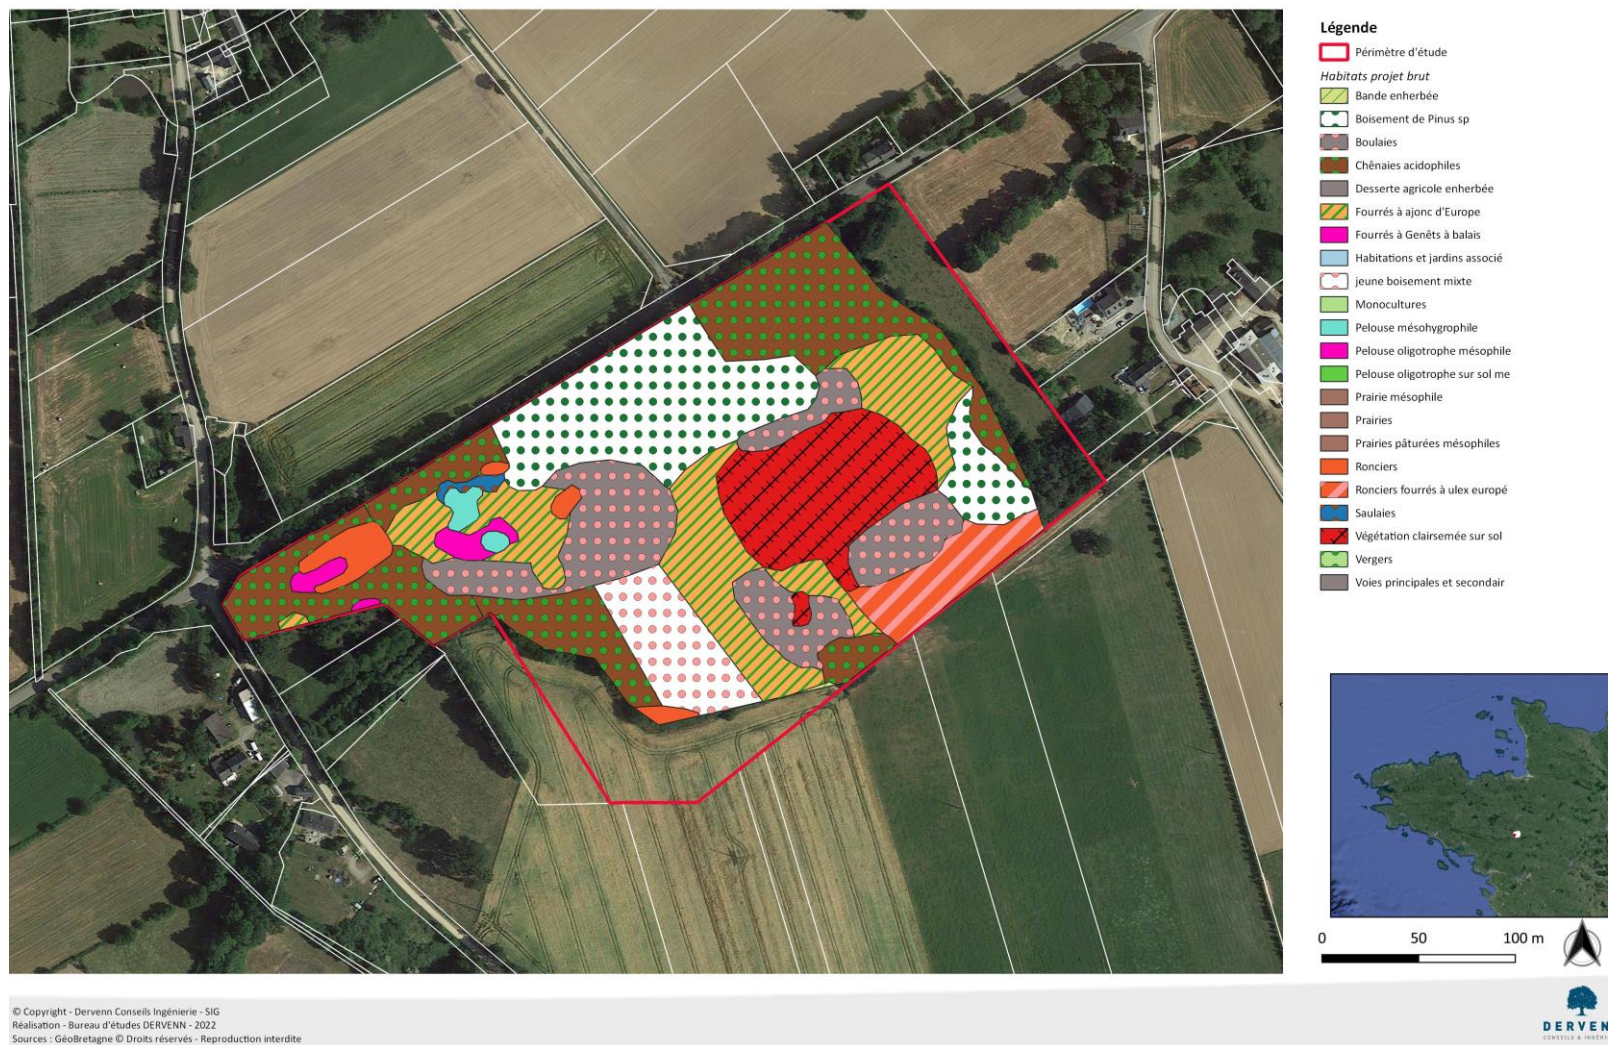 Légende
Périmètre d'étude
Habitats projet brut
Bande enherbée
Boisement de Pinus sp
Boulaies
Chênaies acidophiles
Desserte agricole enherbée
Fourrés à ajonc d'Europe
Fourrés à Genêts à balais
Habitations et jardins associé
jeune boisement mixte
Monocultures
Pelouse mésohygrophile
Pelouse oligotrophe mésophile
Pelouse oligotrophe sur sol me
Prairie mésophile
Prairies
Prairies pâturées mésophiles
Ronciers
Ronciers fourrés à ulex europé
Saulaies
Végétation clairsemée sur sol
Vergers
Voies principales et secondair
0 50 100 m
© Copyright - Dervenn Conseils Ingénierie - SIG
Réalisation - Bureau d'études DERVENN - 2022
Sources : GéoBretagne © Droits réservés - Reproduction interdite
DERVEN
CONSEILS & INGÉNI